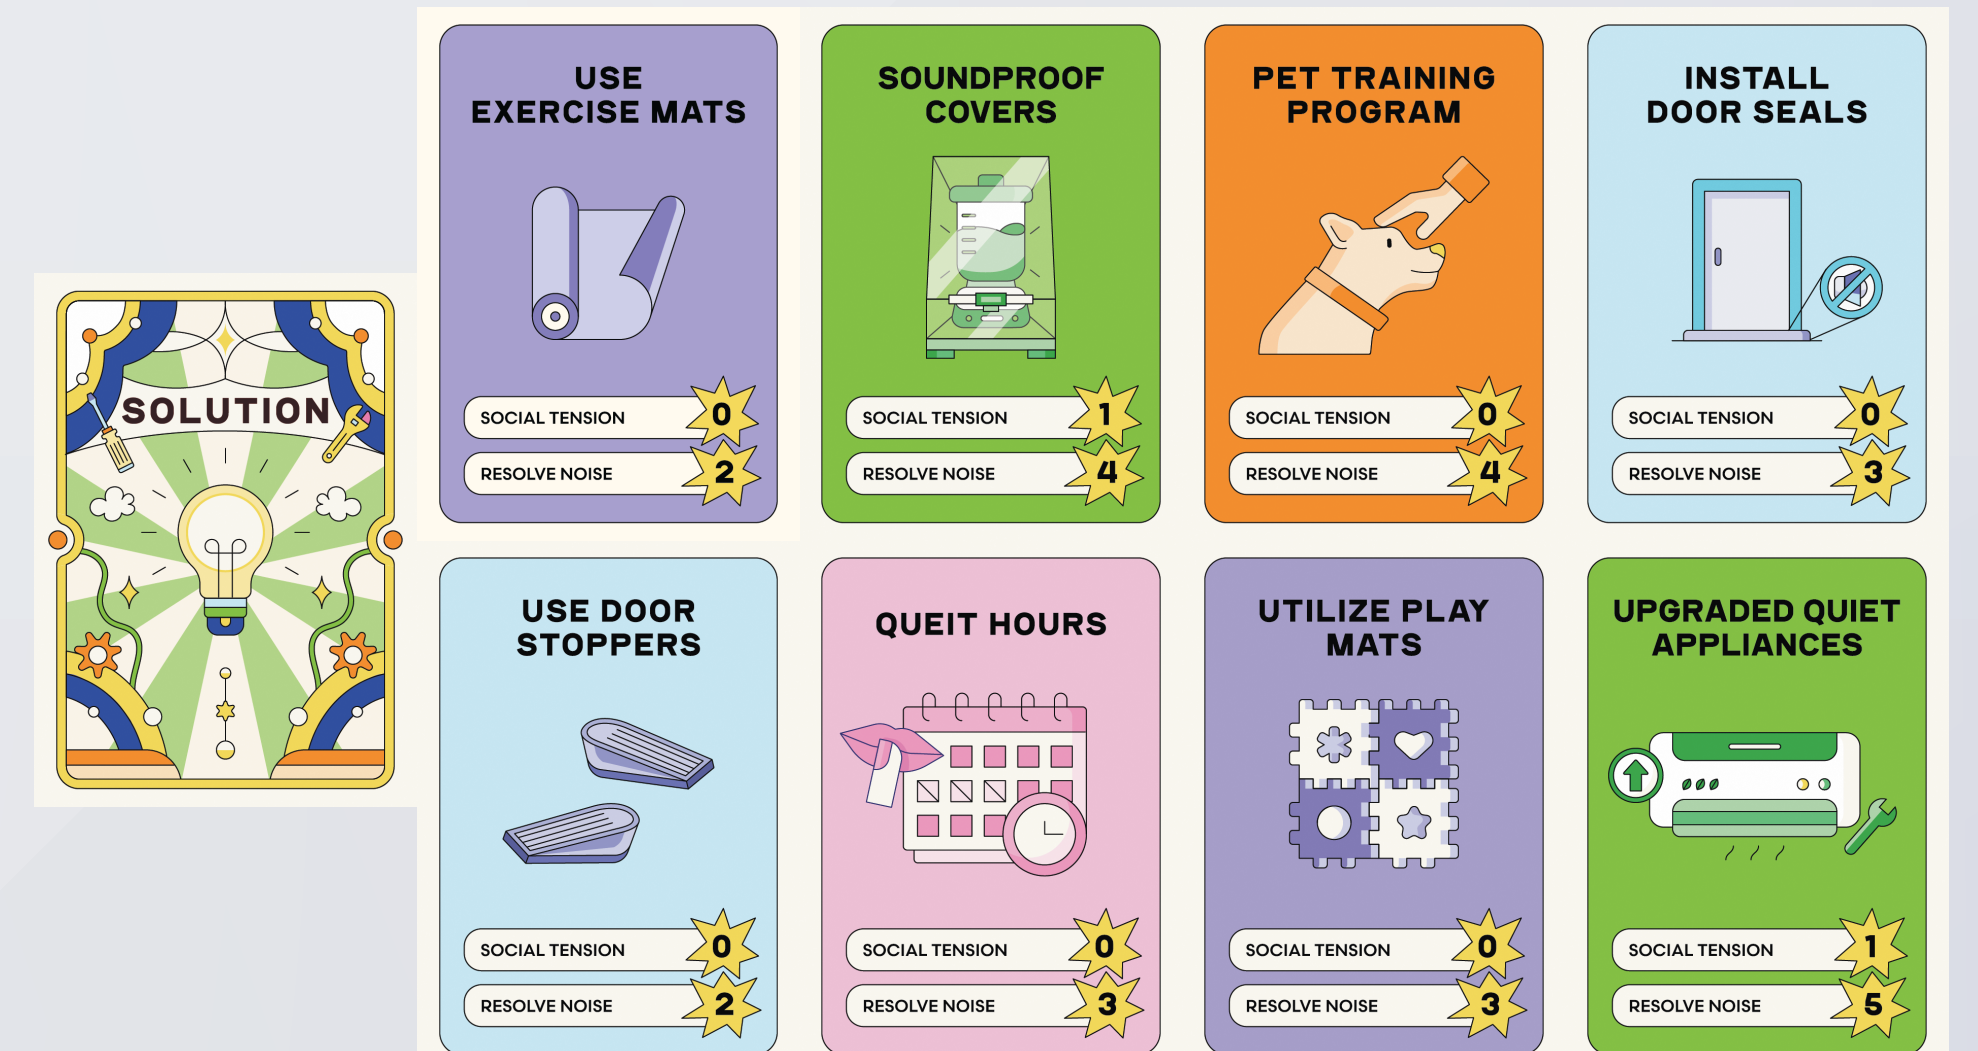 SOLUTION
USE
EXERCISE MATS
SOCIAL TENSION 0
RESOLVE NOISE 2
SOUNDPROOF
COVERS
SOCIAL TENSION 1
RESOLVE NOISE 4
PET TRAINING
PROGRAM
SOCIAL TENSION 0
RESOLVE NOISE 4
INSTALL
DOOR SEALS
SOCIAL TENSION 0
RESOLVE NOISE 3
USE DOOR
STOPPERS
SOCIAL TENSION 0
RESOLVE NOISE 2
QUEIT HOURS
SOCIAL TENSION 0
RESOLVE NOISE 3
UTILIZE PLAY
MATS
SOCIAL TENSION 0
RESOLVE NOISE 3
UPGRADED QUIET
APPLIANCES
SOCIAL TENSION 1
RESOLVE NOISE 5